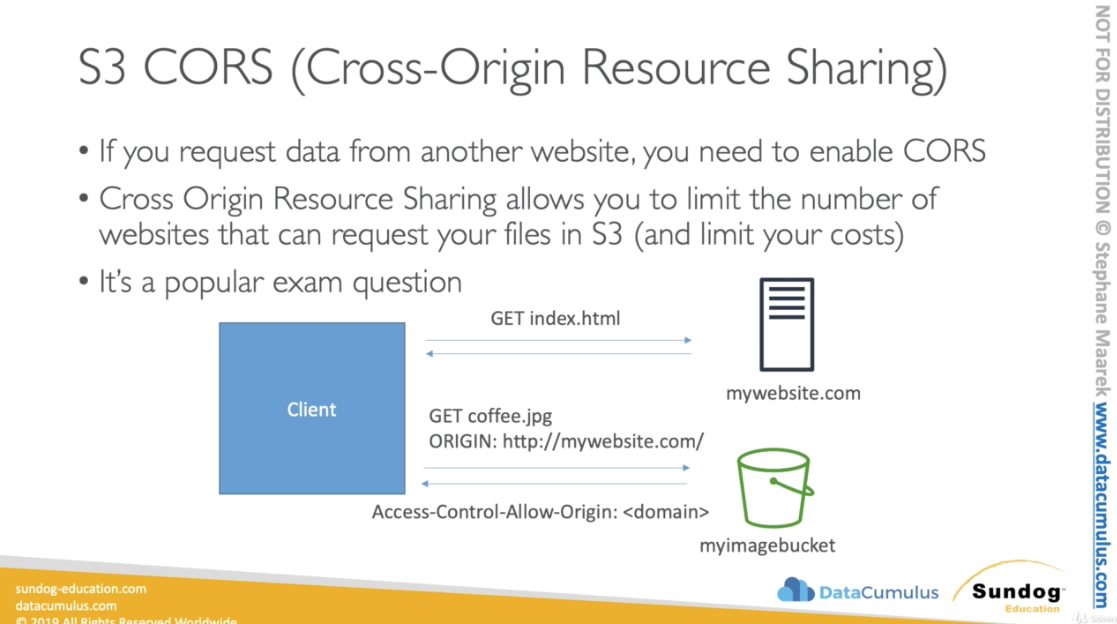 S3 CORS (Cross-Origin Resource Sharing)
• If you request data from another website, you need to enable CORS
• Cross Origin Resource Sharing allows you to limit the number of
websites that can request your files in S3 (and limit your costs)
• It's a popular exam question
GET index.html
mywebsite.com
Client
GET coffee.jpg
ORIGIN: http://mywebsite.com/
Access-Control-Allow-Origin: <domain>
myimagebucket
sundog-education.com
datacumulus.com
© 2019 All Rights Reserved Worldwide
DataCumulus
Sundog
Education
NOT FOR DISTRIBUTION © Stephane Maarek www.datacumulus.com
Udemy